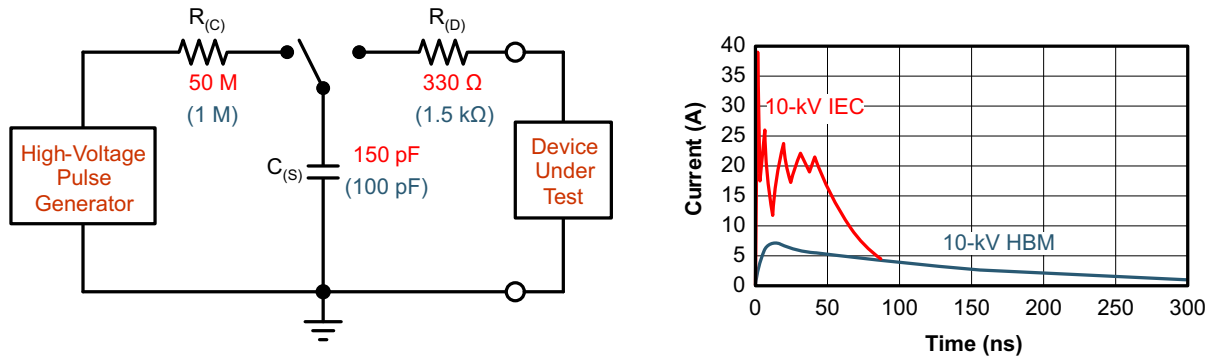 R(C)
50 M
(1 M)
R(D)
330 Ω
(1.5 kΩ)
High-Voltage
Pulse
Generator
C(S)
150 pF
(100 pF)
Device
Under
Test
Current (A)
40
35
30
25
20
15
10
5
0
10-kV IEC
10-kV HBM
0
50
100
150
200
250
300
Time (ns)